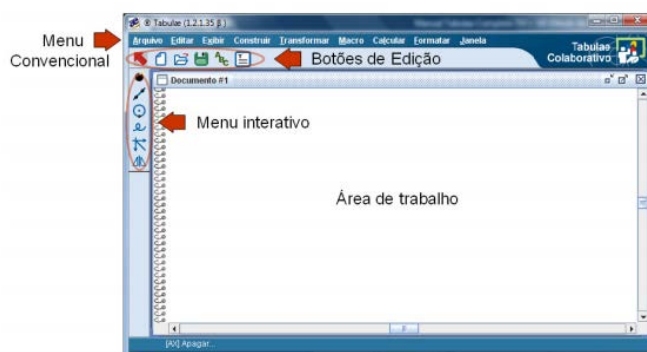 ® Tabulae (1.2.1.35 β)
Menu
Convencional
Arquivo Editar Exibir Construir Transformar Macro Calcular Formatar Janela
Tabulae
Colaborativo
Botões de Edição
Documento #1
Menu interativo
Área de trabalho
[AX] Apagar...